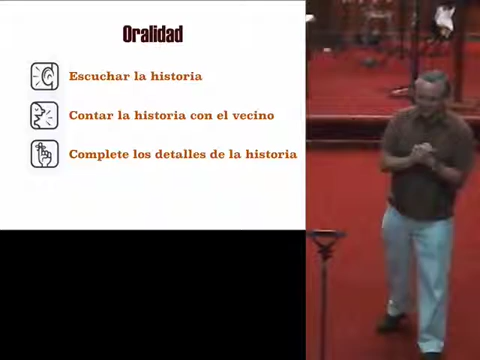 Oralidad
Escuchar la historia
Contar la historia con el vecino
Complete los detalles de la historia